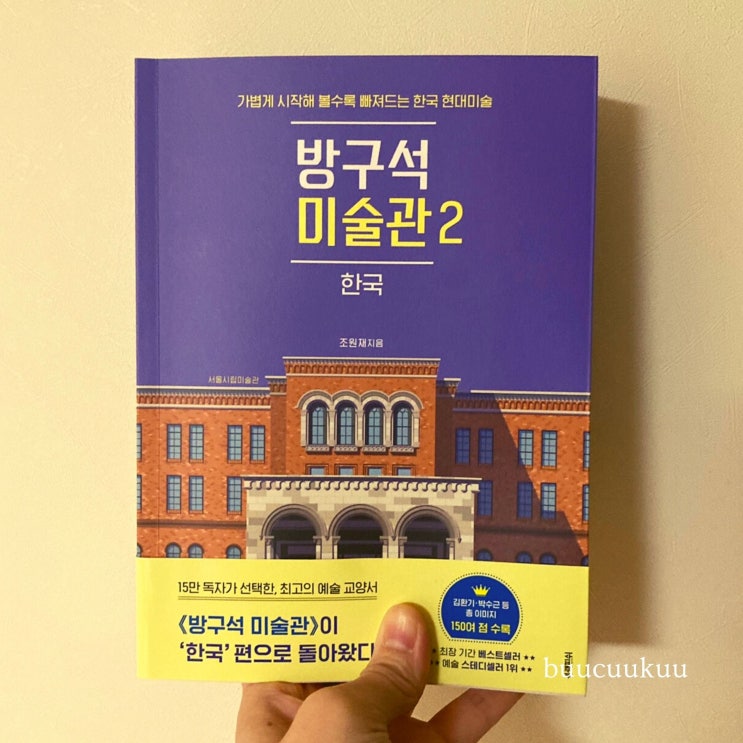 가볍게 시작해 볼수록 빠져드는 한국 현대미술
방구석
미술관 2
한국
조원재 지음
서울시립미술관
15만 독자가 선택한, 최고의 예술 교양서
《방구석 미술관》이
‘한국’ 편으로 돌아왔다
김환기·박수근 등
총 이미지
150여 점 수록
최장 기간 베스트셀러 ★★
★★ 예술 스테디셀러 1위 ★★
buucuukuu